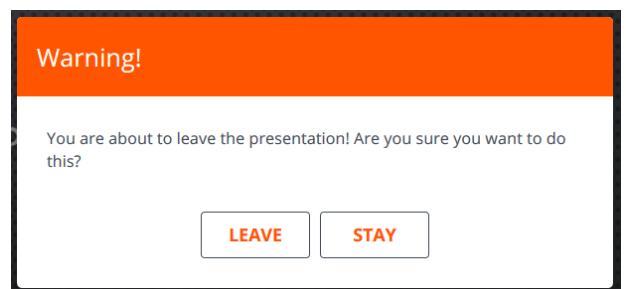 Warning!
You are about to leave the presentation! Are you sure you want to do
this?
LEAVE STAY